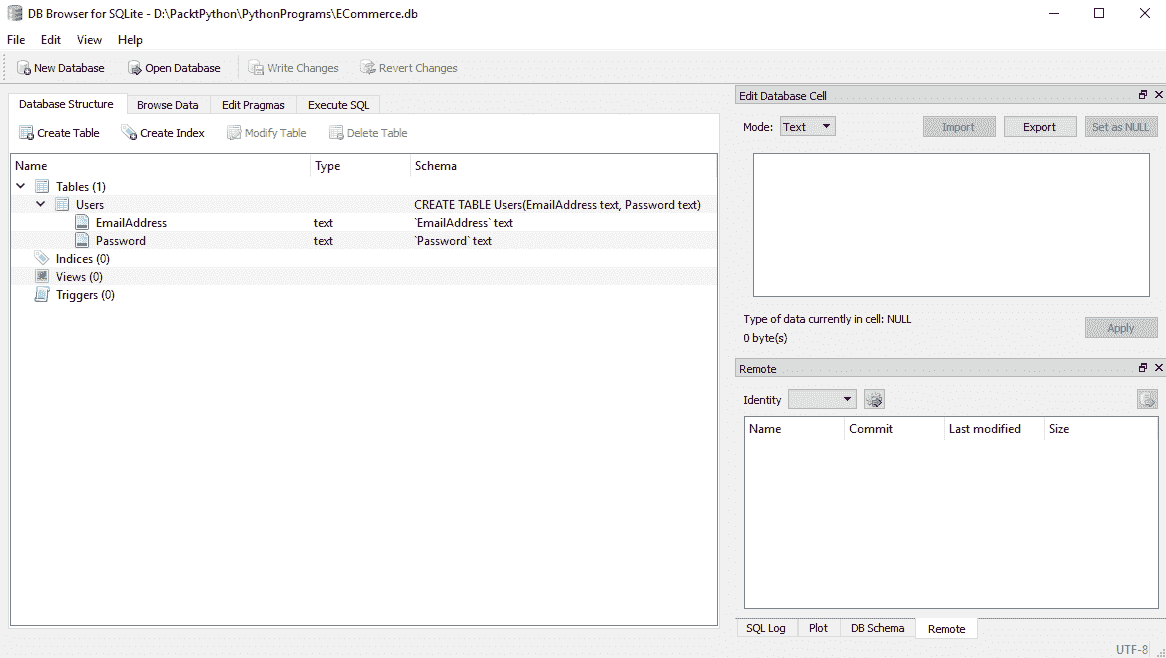 DB Browser for SQLite - D:\PacktPython\PythonPrograms\ECommerce.db
File Edit View Help
New Database Open Database Write Changes Revert Changes
Database Structure Browse Data Edit Pragmas Execute SQL
Create Table Create Index Modify Table Delete Table
Name Type Schema
Tables (1)
Users CREATE TABLE Users(EmailAddress text, Password text)
EmailAddress text `EmailAddress` text
Password text `Password` text
Indices (0)
Views (0)
Triggers (0)
Edit Database Cell
Mode: Text Import Export Set as NULL
Type of data currently in cell: NULL
0 byte(s)
Apply
Remote
Identity
Name Commit Last modified Size
SQL Log Plot DB Schema Remote
UTF-8